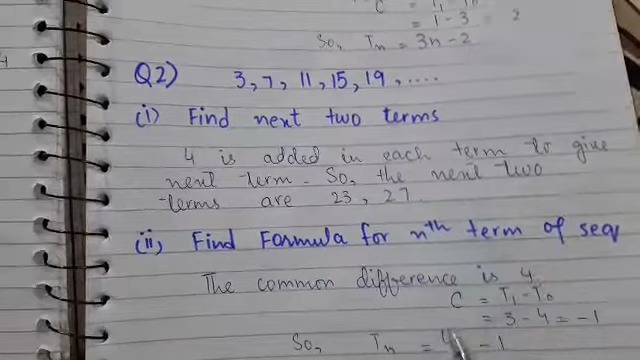 C = T₁ - T₀
= 1 - 3 = 2
So, Tn = 3n - 2
Q2) 3, 7, 11, 15, 19, ....
(i) Find next two terms
4 is added in each term to give
next term. So, the next two
terms are 23, 27.
(ii) Find Formula for nth term of seq
The common difference is 4
C = T₁ - T₀
= 3 - 4 = -1
So, Tn = 4 - 1